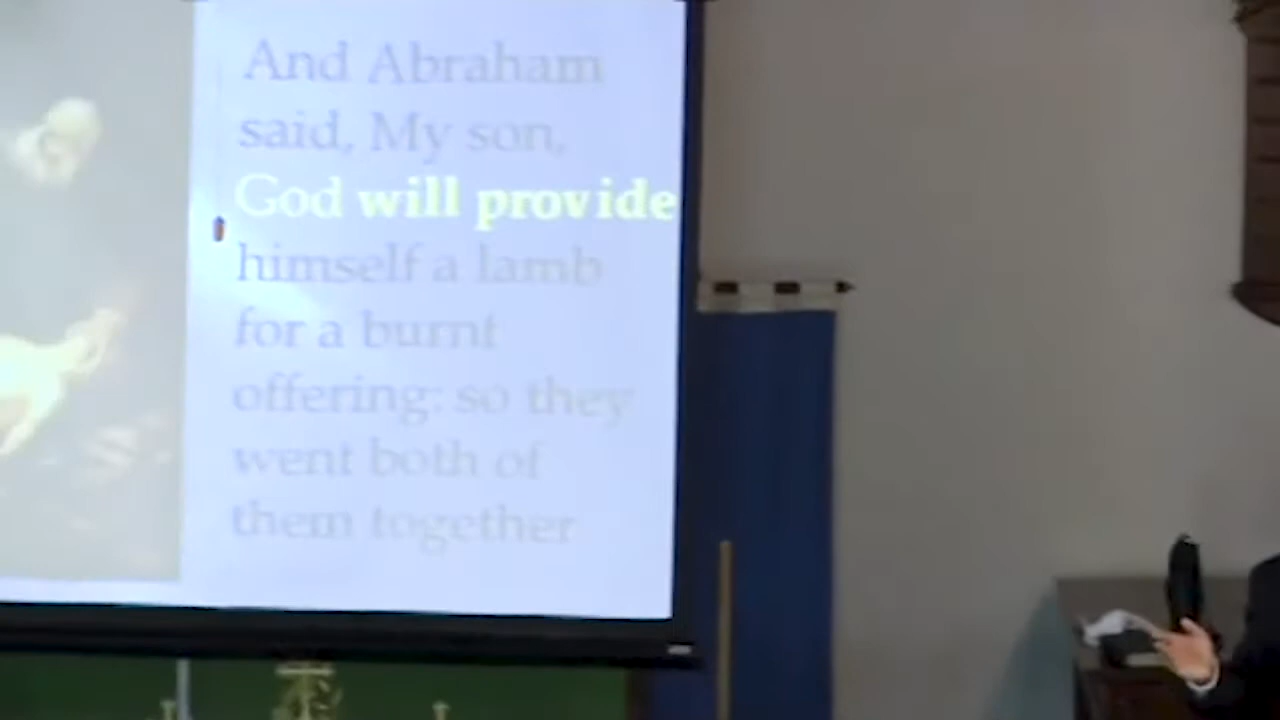 And Abraham
said, My son,
God will provide
himself a lamb
for a burnt
offering: so they
went both of
them together